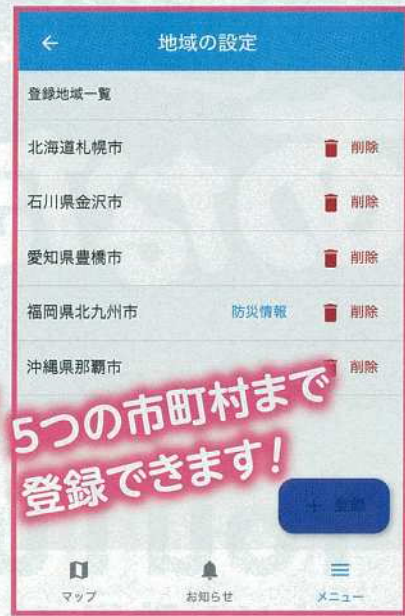 ← 地域の設定
登録地域一覧
北海道札幌市 削除
石川県金沢市 削除
愛知県豊橋市 削除
福岡県北九州市 防災情報 削除
沖縄県那覇市 削除
5つの市町村まで
登録できます!
+ 登録
マップ お知らせ メニュー